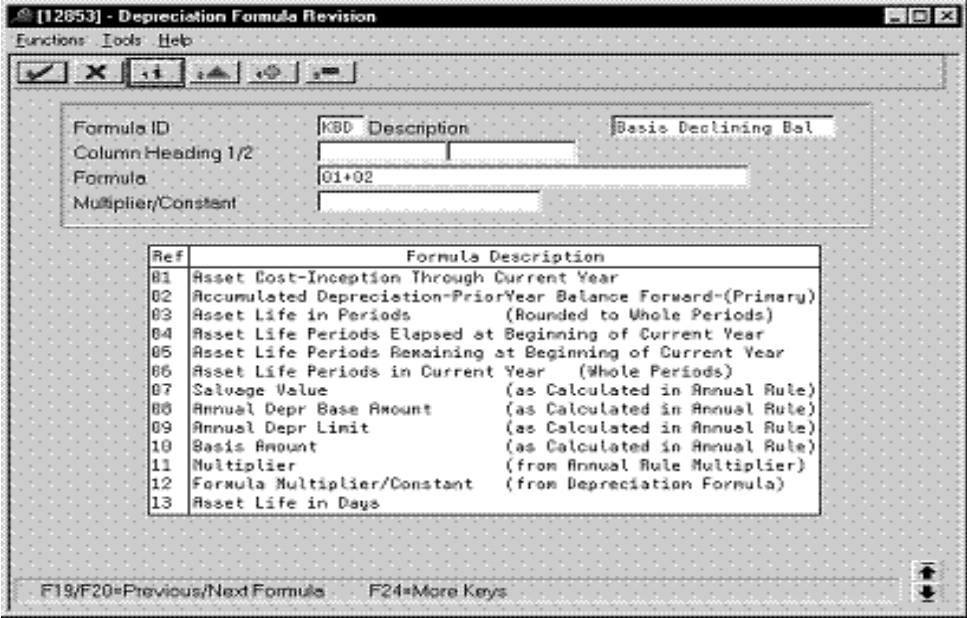 [12853] - Depreciation Formula Revision
Functions Tools Help
Formula ID KBD Description Basis Declining Bal
Column Heading 1/2
Formula 01+02
Multiplier/Constant
Ref Formula Description
01 Asset Cost-Inception Through Current Year
02 Accumulated Depreciation-PriorYear Balance Forward-(Primary)
03 Asset Life in Periods (Rounded to Whole Periods)
04 Asset Life Periods Elapsed at Beginning of Current Year
05 Asset Life Periods Remaining at Beginning of Current Year
06 Asset Life Periods in Current Year (Whole Periods)
07 Salvage Value (as Calculated in Annual Rule)
08 Annual Depr Base Amount (as Calculated in Annual Rule)
09 Annual Depr Limit (as Calculated in Annual Rule)
10 Basis Amount (as Calculated in Annual Rule)
11 Multiplier (from Annual Rule Multiplier)
12 Formula Multiplier/Constant (from Depreciation Formula)
13 Asset Life in Days
F19/F20=Previous/Next Formula F24=More Keys